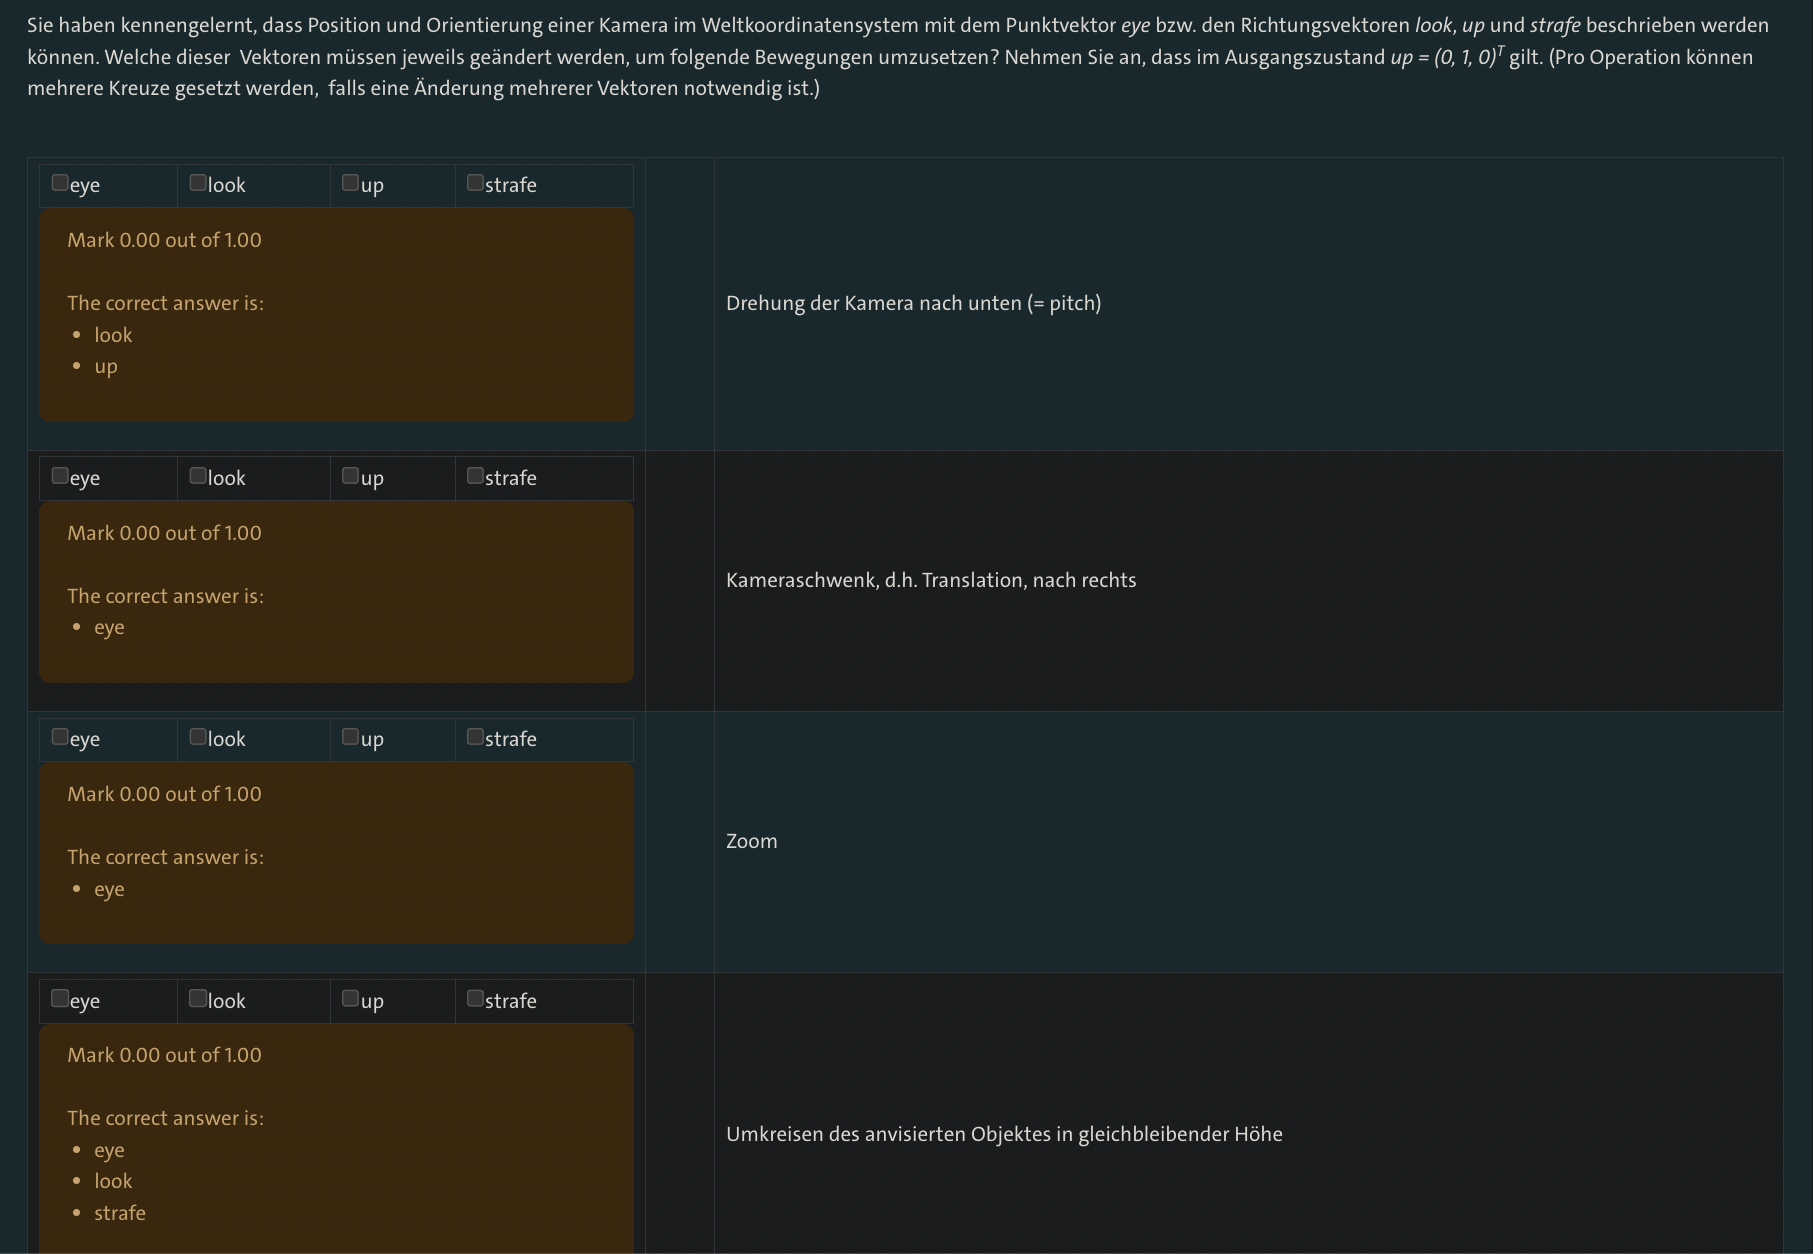 Sie haben kennengelernt, dass Position und Orientierung einer Kamera im Weltkoordinatensystem mit dem Punktvektor eye bzw. den Richtungsvektoren look, up und strafe beschrieben werden
können. Welche dieser  Vektoren müssen jeweils geändert werden, um folgende Bewegungen umzusetzen? Nehmen Sie an, dass im Ausgangszustand up = (0, 1, 0)^T gilt. (Pro Operation können
mehrere Kreuze gesetzt werden,  falls eine Änderung mehrerer Vektoren notwendig ist.)
eye look up strafe
Mark 0.00 out of 1.00
The correct answer is:
• look
• up
Drehung der Kamera nach unten (= pitch)
eye look up strafe
Mark 0.00 out of 1.00
The correct answer is:
• eye
Kameraschwenk, d.h. Translation, nach rechts
eye look up strafe
Mark 0.00 out of 1.00
The correct answer is:
• eye
Zoom
eye look up strafe
Mark 0.00 out of 1.00
The correct answer is:
• eye
• look
• strafe
Umkreisen des anvisierten Objektes in gleichbleibender Höhe